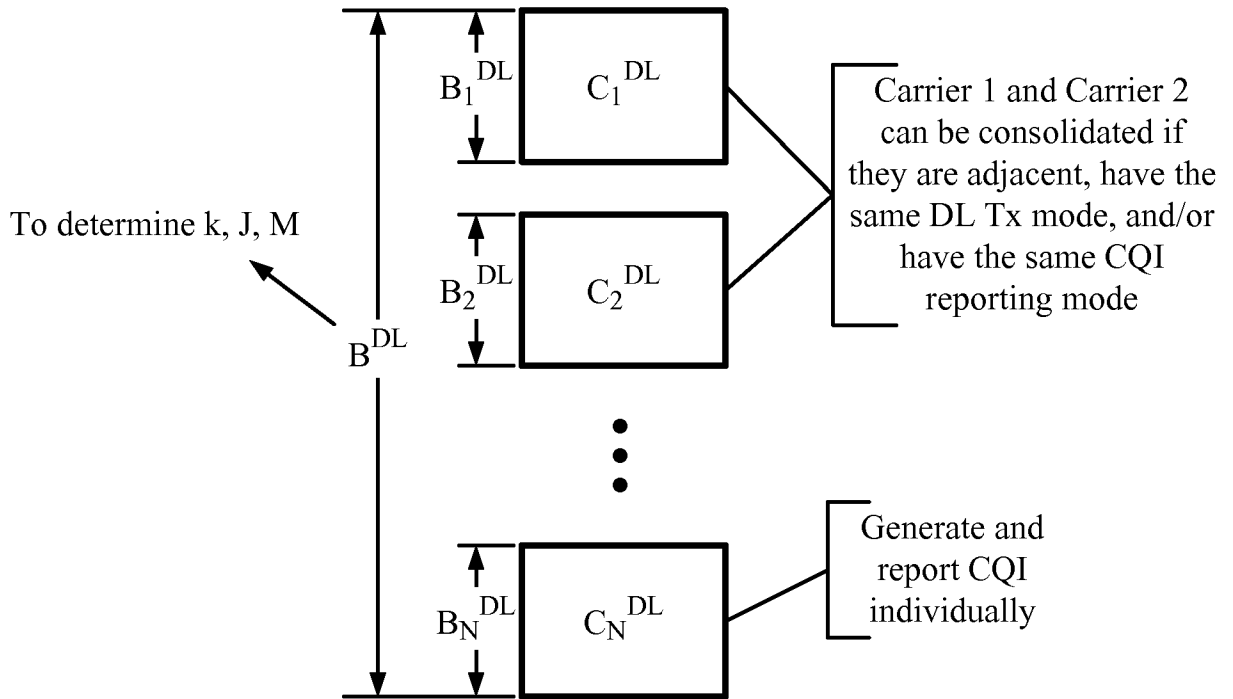 B₁ᴰᴸ
C₁ᴰᴸ
Carrier 1 and Carrier 2
can be consolidated if
they are adjacent, have the
same DL Tx mode, and/or
have the same CQI
reporting mode
To determine k, J, M
B₂ᴰᴸ
C₂ᴰᴸ
Bᴰᴸ
B_Nᴰᴸ
C_Nᴰᴸ
Generate and
report CQI
individually